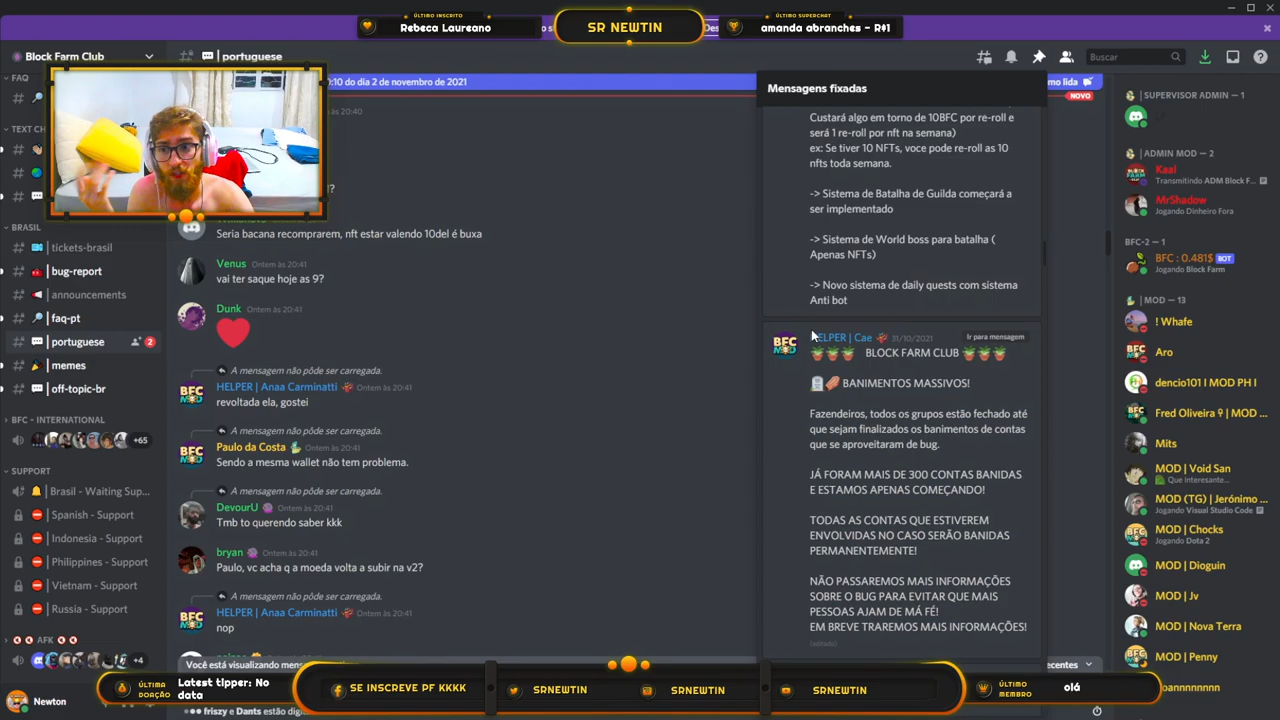 ÚLTIMO INSCRITO
Rebeca Laureano
SR NEWTIN
ÚLTIMO SUPERCHAT
amanda abranches - R$1
Block Farm Club
portuguese
Buscar
FAQ
TEXT CH
BRASIL
tickets-brasil
bug-report
announcements
faq-pt
portuguese
2
memes
off-topic-br
BFC - INTERNATIONAL
+65
SUPPORT
Brasil - Waiting Sup...
Spanish - Support
Indonesia - Support
Philippines - Support
Vietnam - Support
Russia - Support
AFK
+4
Newton
:10 do dia 2 de novembro de 2021
mo lida
NOVO
às 20:40
Seria bacana recomprarem, nft estar valendo 10del é buxa
Venus Ontem às 20:41
vai ter saque hoje as 9?
Dunk Ontem às 20:41
A mensagem não pôde ser carregada.
HELPER | Anaa Carminatti Ontem às 20:41
revoltada ela, gostei
A mensagem não pôde ser carregada.
Paulo da Costa Ontem às 20:41
Sendo a mesma wallet não tem problema.
A mensagem não pôde ser carregada.
DevourU Ontem às 20:41
Tmb to querendo saber kkk
bryan Ontem às 20:41
Paulo, vc acha q a moeda volta a subir na v2?
A mensagem não pôde ser carregada.
HELPER | Anaa Carminatti Ontem às 20:41
nop
Você está visualizando mens
ecentes
friszy e Dants estão digi
Mensagens fixadas
Custará algo em torno de 10BFC por re-roll e
será 1 re-roll por nft na semana)
ex: Se tiver 10 NFTs, voce pode re-roll as 10
nfts toda semana.
-> Sistema de Batalha de Guilda começará a
ser implementado
-> Sistema de World boss para batalha (
Apenas NFTs)
-> Novo sistema de daily quests com sistema
Anti bot
HELPER | Cae 31/10/2021
Ir para mensagem
BLOCK FARM CLUB
BANIMENTOS MASSIVOS!
Fazendeiros, todos os grupos estão fechado até
que sejam finalizados os banimentos de contas
que se aproveitaram de bug.
JÁ FORAM MAIS DE 300 CONTAS BANIDAS
E ESTAMOS APENAS COMEÇANDO!
TODAS AS CONTAS QUE ESTIVEREM
ENVOLVIDAS NO CASO SERÃO BANIDAS
PERMANENTEMENTE!
NÃO PASSAREMOS MAIS INFORMAÇÕES
SOBRE O BUG PARA EVITAR QUE MAIS
PESSOAS AJAM DE MÁ FÉ!
EM BREVE TRAREMOS MAIS INFORMAÇÕES!
(editado)
SUPERVISOR ADMIN — 1
ADMIN MOD — 2
Kaal
Transmitindo ADM Block F...
MrShadow
Jogando Dinheiro Fora
BFC-2 — 1
BFC : 0.481$ BOT
Jogando Block Farm
MOD — 13
! Whafe
Aro
dencio101 I MOD PH I
Fred Oliveira | MOD ...
Mits
MOD | Void San
Que interessante...
MOD (TG) | Jerónimo ...
Jogando Visual Studio Code
MOD | Chocks
Jogando Dota 2
MOD | Dioguin
MOD | Jv
MOD | Nova Terra
MOD | Penny
oannnnnnnn
ÚLTIMA
DOAÇÃO
Latest tipper: No
data
SE INSCREVE PF KKKK
SRNEWTIN
SRNEWTIN
SRNEWTIN
ÚLTIMO
MEMBRO
olá